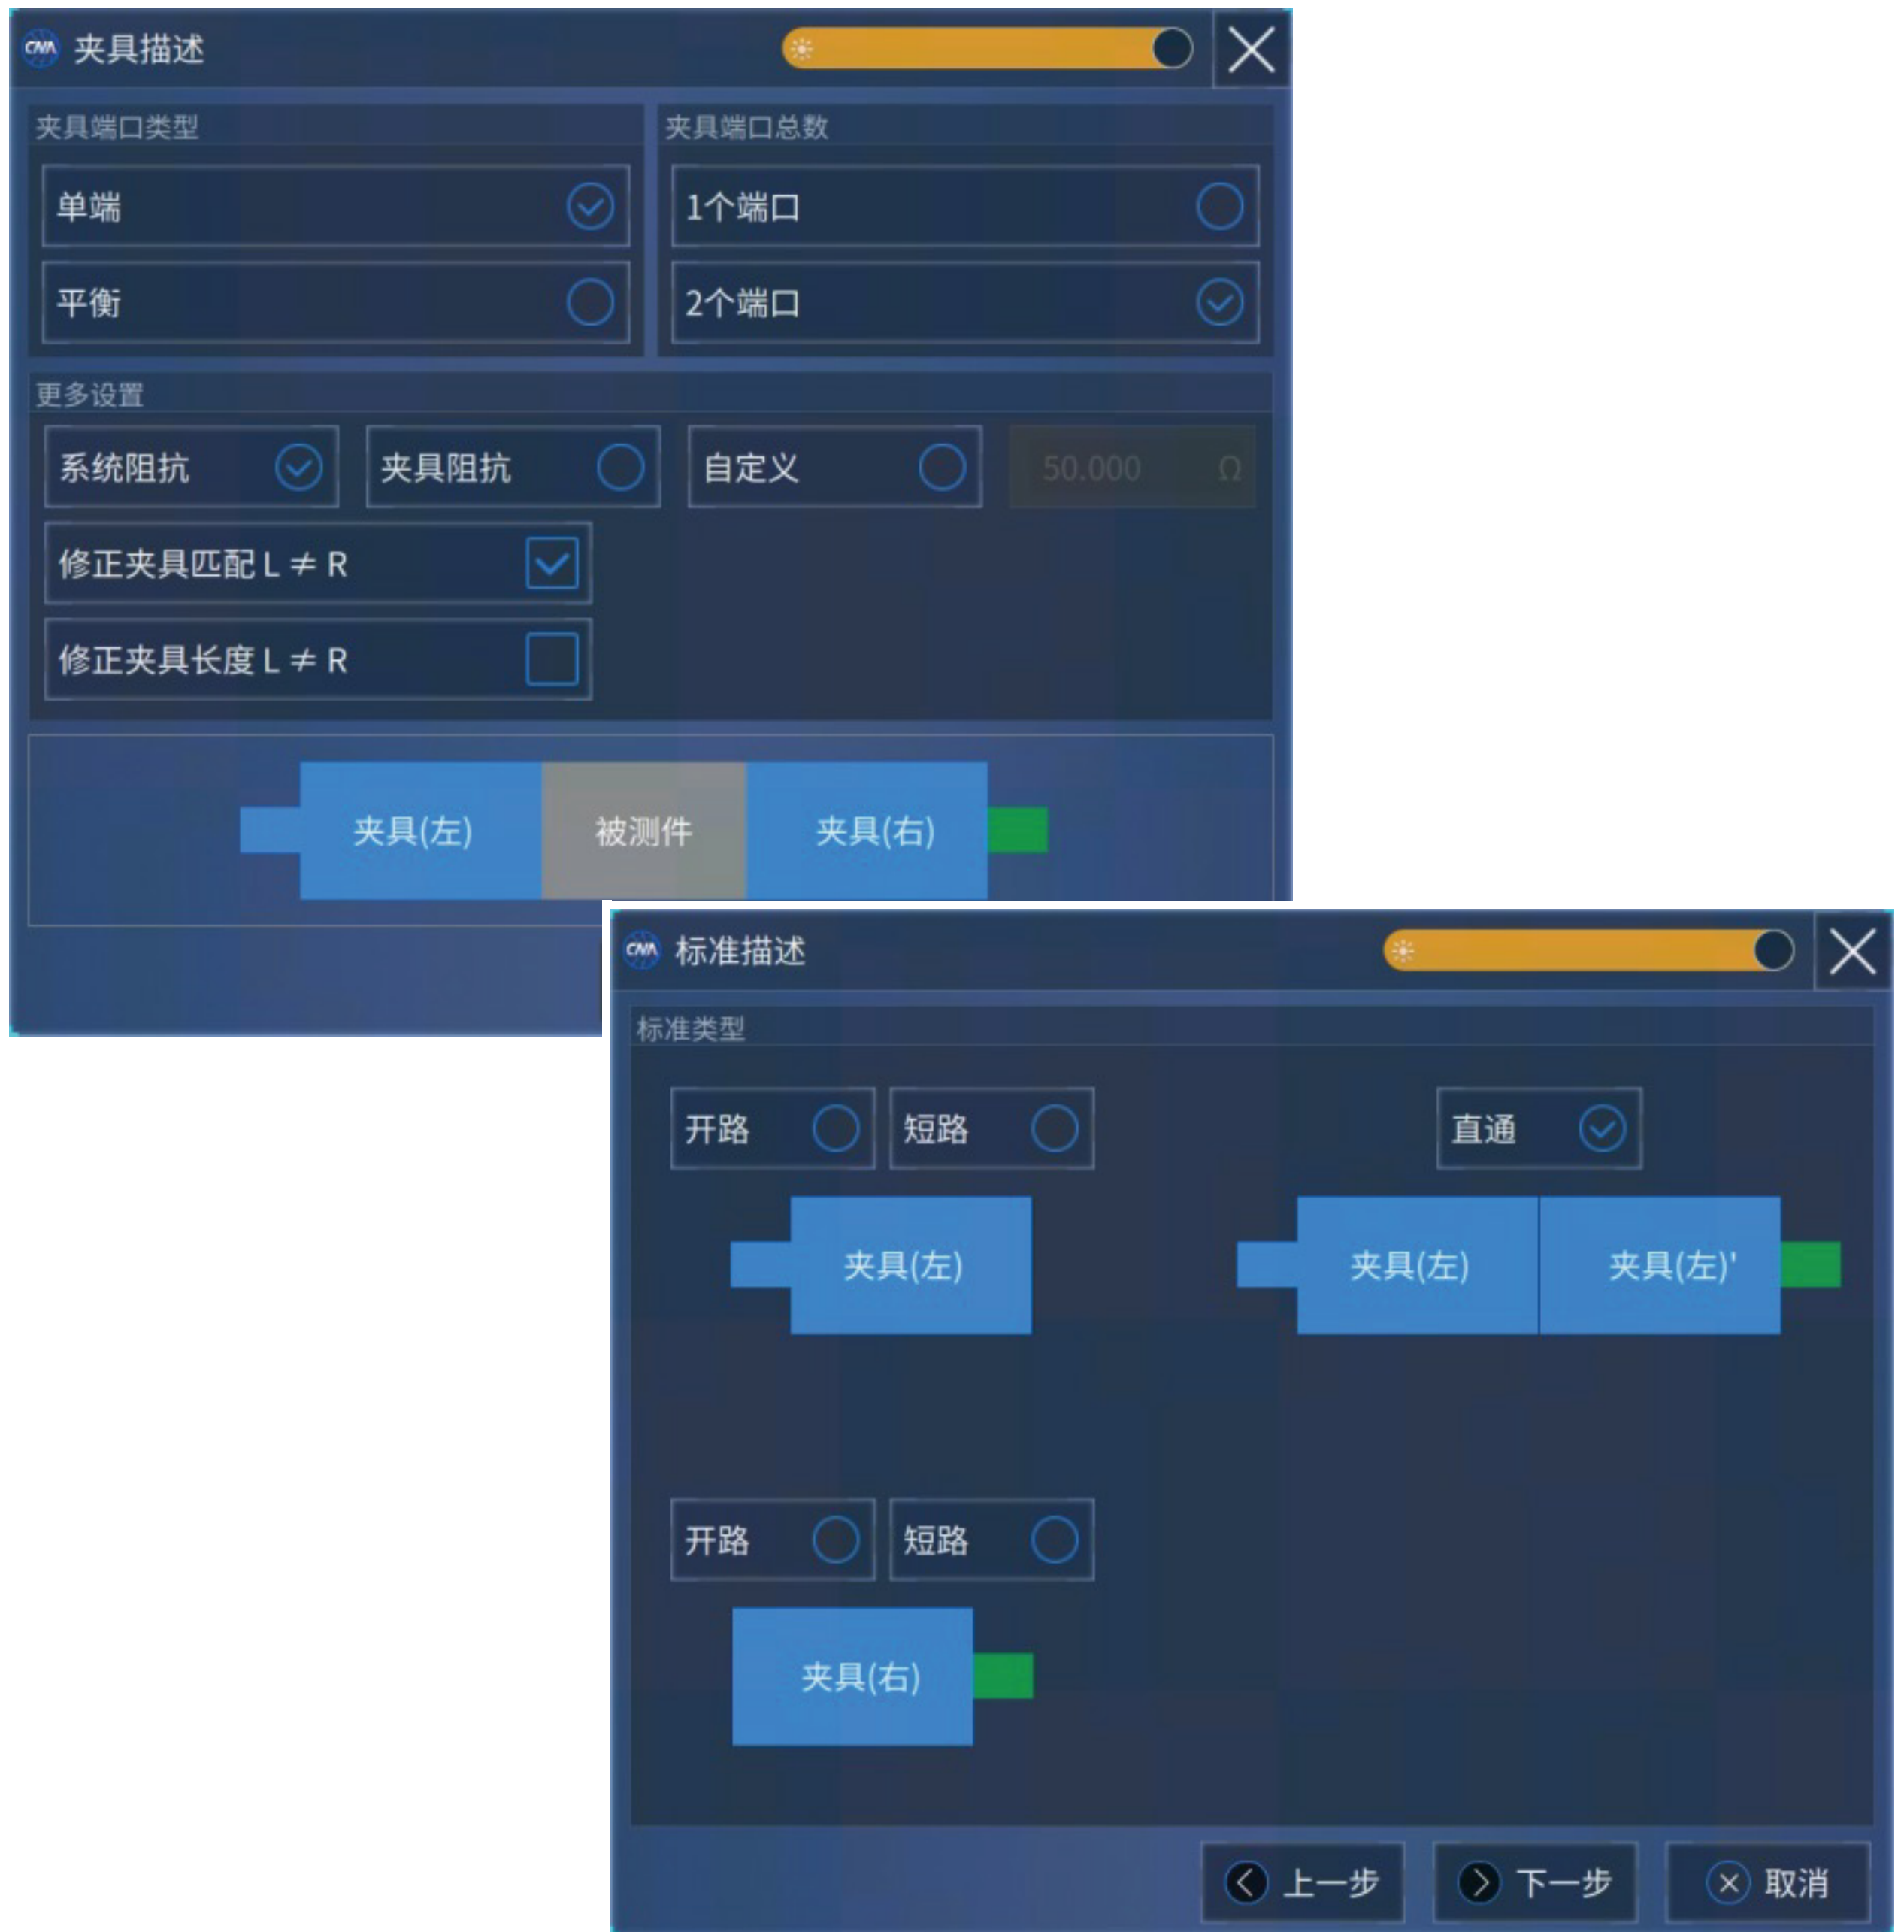 CNA 夹具描述
夹具端口类型 夹具端口总数
单端 1个端口
平衡 2个端口
更多设置
系统阻抗 夹具阻抗 自定义 50.000 Ω
修正夹具匹配 L ≠ R
修正夹具长度 L ≠ R
夹具(左) 被测件 夹具(右)
CNA 标准描述
标准类型
开路 短路 直通
夹具(左) 夹具(左) 夹具(左)'
开路 短路
夹具(右)
上一步 下一步 取消